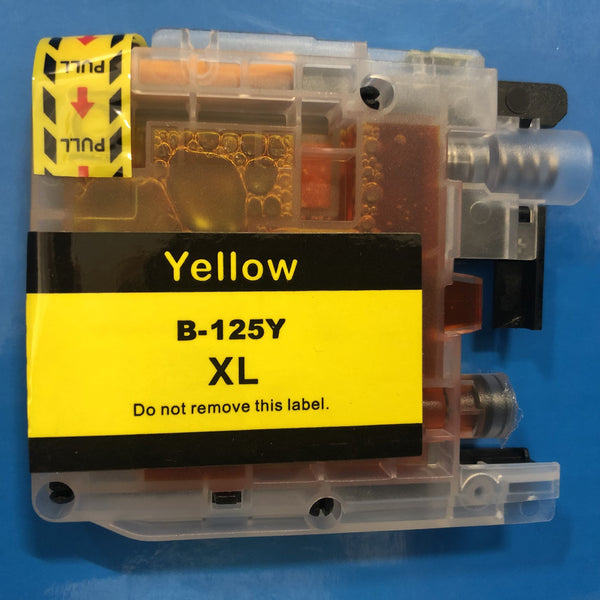 PULL
PULL
Yellow
B-125Y
XL
Do not remove this label.